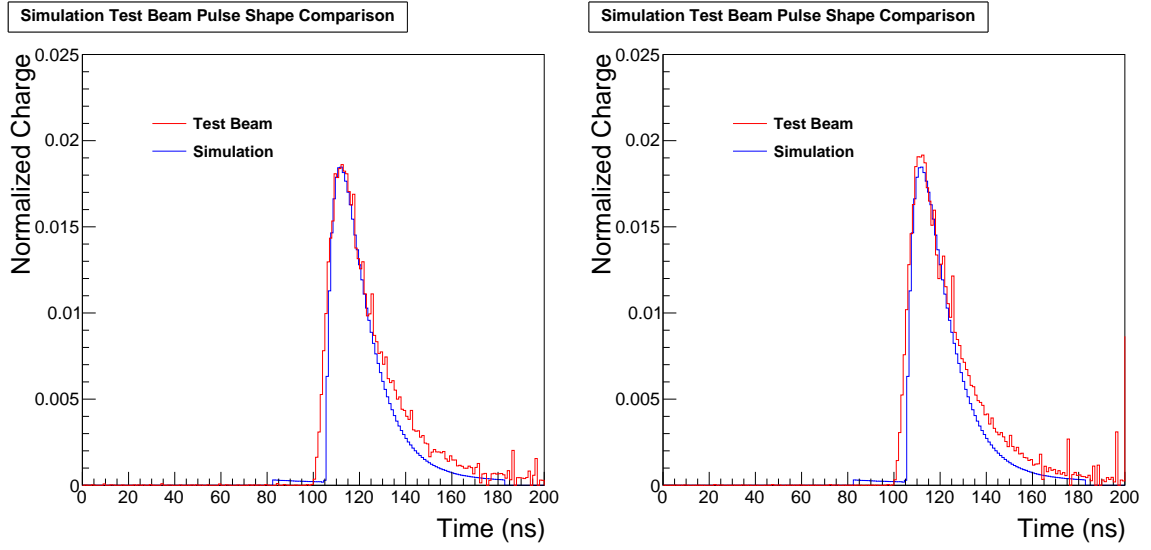 Simulation Test Beam Pulse Shape Comparison
Normalized Charge
0.025
0.02
0.015
0.01
0.005
0
Test Beam
Simulation
0 20 40 60 80 100 120 140 160 180 200
Time (ns)
Simulation Test Beam Pulse Shape Comparison
Normalized Charge
0.025
0.02
0.015
0.01
0.005
0
Test Beam
Simulation
0 20 40 60 80 100 120 140 160 180 200
Time (ns)